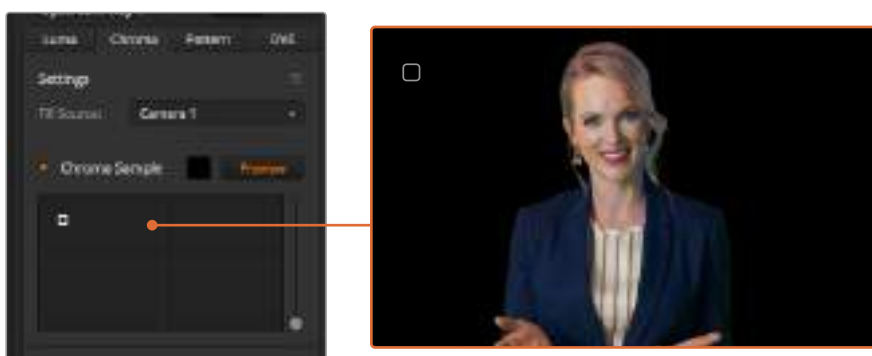 Luma Chroma Pattern DVE
Settings
Fill Source: Camera 1
Chroma Sample Preview